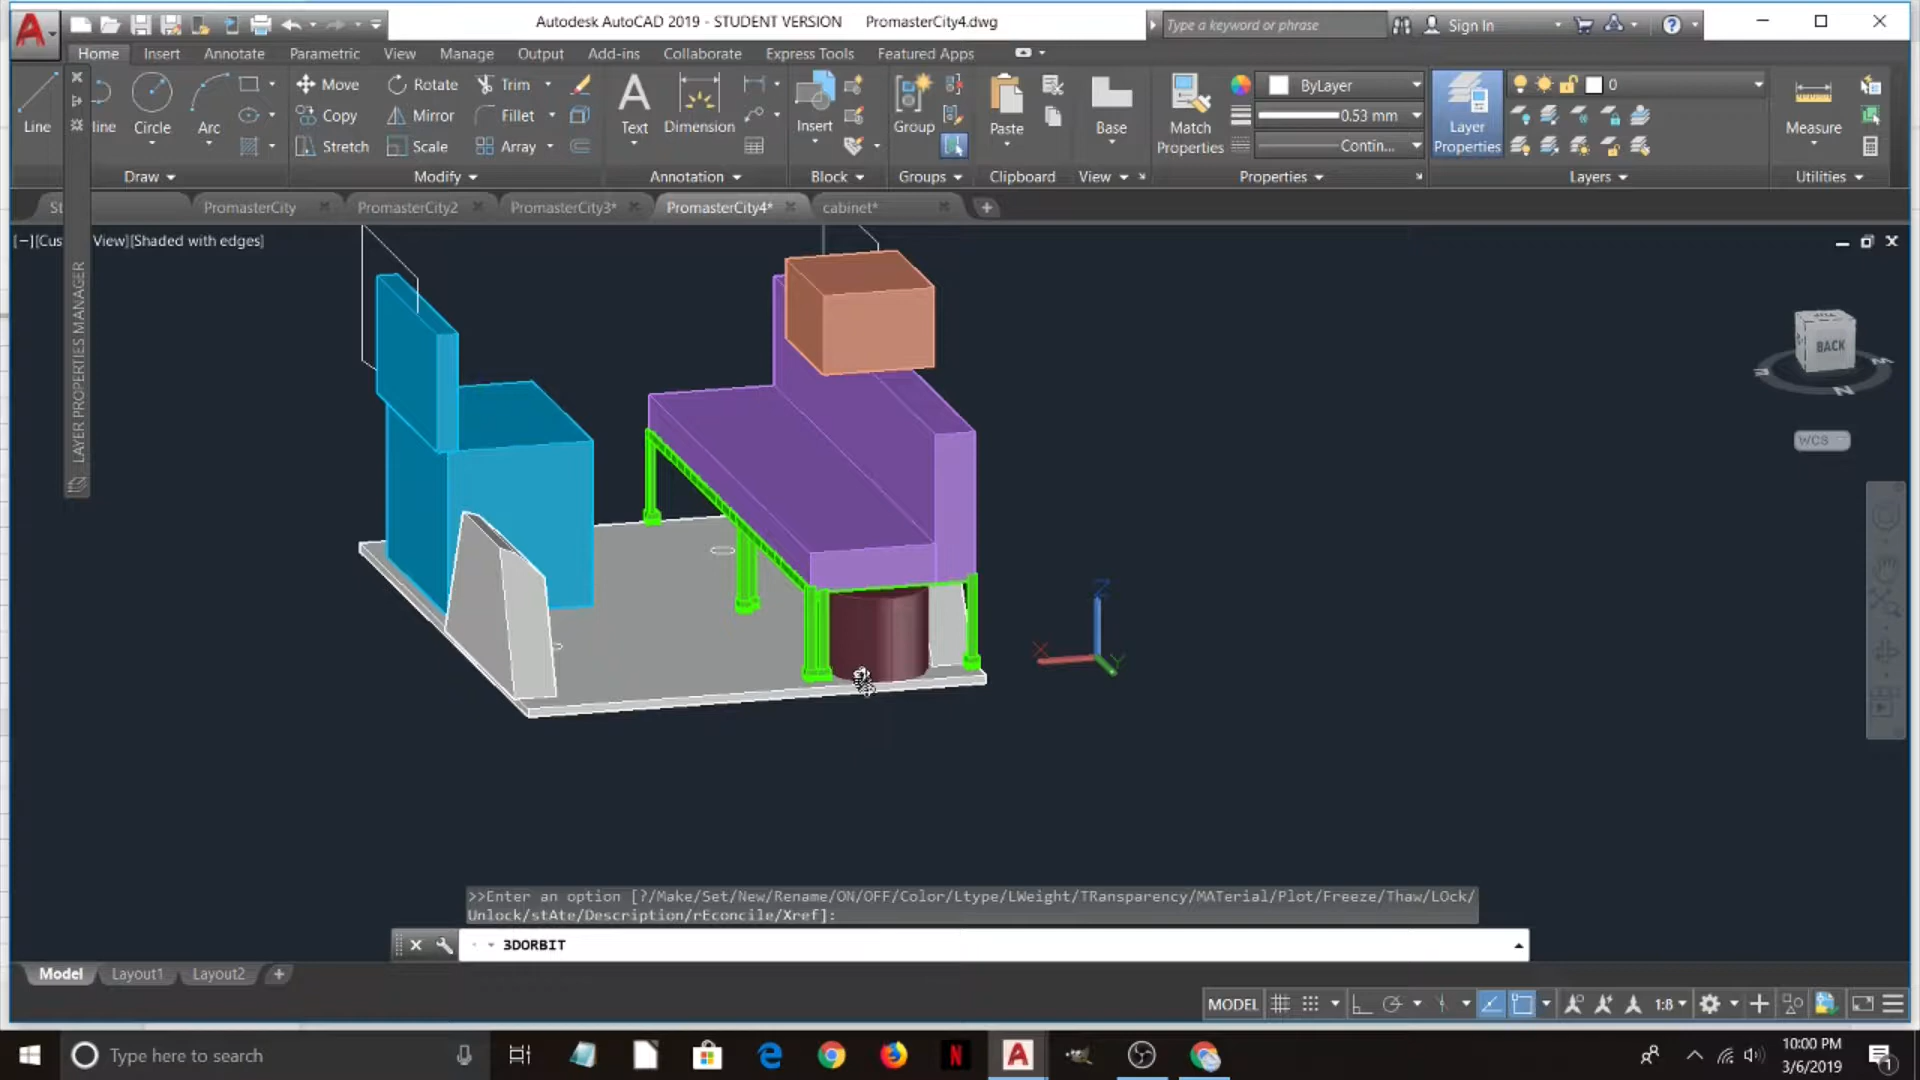 Autodesk AutoCAD 2019 - STUDENT VERSION PromasterCity4.dwg
Type a keyword or phrase
Sign In
Home Insert Annotate Parametric View Manage Output Add-ins Collaborate Express Tools Featured Apps
Line line Circle Arc
Move Rotate Trim
Copy Mirror Fillet
Stretch Scale Array
Text Dimension
Insert
Group
Paste
Base
Match
Properties
ByLayer
0.53 mm
Contin...
Layer
Properties
0
Measure
Draw Modify Annotation Block Groups Clipboard View Properties Layers Utilities
St PromasterCity PromasterCity2 PromasterCity3* PromasterCity4* cabinet*
[−][Cus View][Shaded with edges]
LAYER PROPERTIES MANAGER
BACK
W N
WCS
X Y Z
>>Enter an option [?/Make/Set/New/Rename/ON/OFF/Color/Ltype/LWeight/TRansparency/MATerial/Plot/Freeze/Thaw/LOck/
Unlock/stAte/Description/rEconcile/Xref]:
3DORBIT
Model Layout1 Layout2
MODEL 1:8
Type here to search
10:00 PM
3/6/2019
1